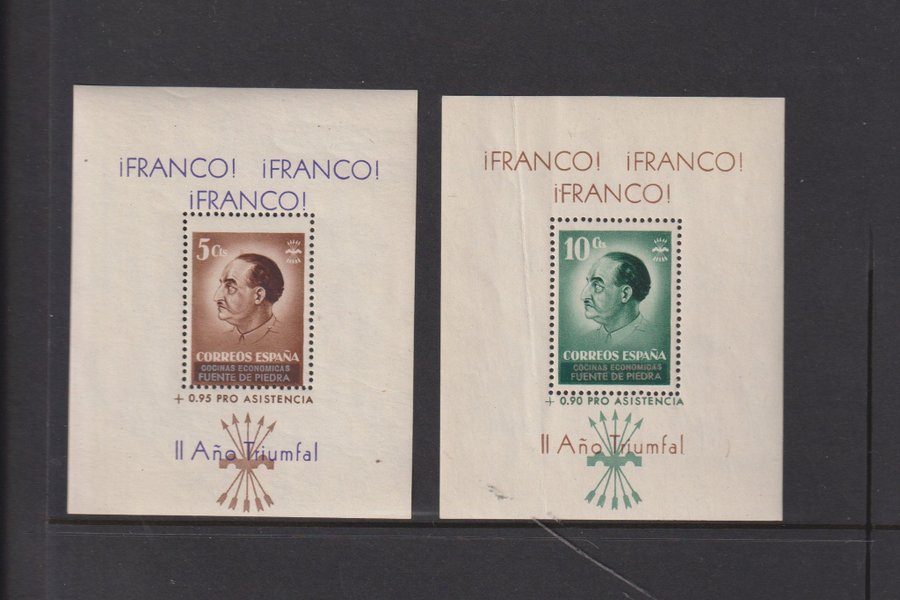 ¡FRANCO! ¡FRANCO!
¡FRANCO!
5 Cts
CORREOS ESPAÑA
COCINAS ECONOMICAS
FUENTE DE PIEDRA
+ 0.95 PRO ASISTENCIA
II Año Triumfal
¡FRANCO! ¡FRANCO!
¡FRANCO!
10 Cts
CORREOS ESPAÑA
COCINAS ECONOMICAS
FUENTE DE PIEDRA
+ 0.90 PRO ASISTENCIA
II Año Triumfal